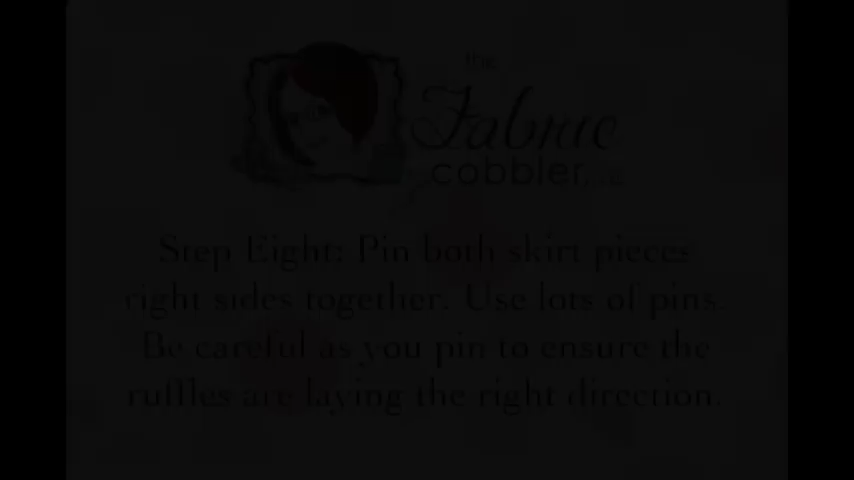 the
Fabric
cobbler, LLC
Step Eight: Pin both skirt pieces
right sides together. Use lots of pins.
Be careful as you pin to ensure the
ruffles are laying the right direction.